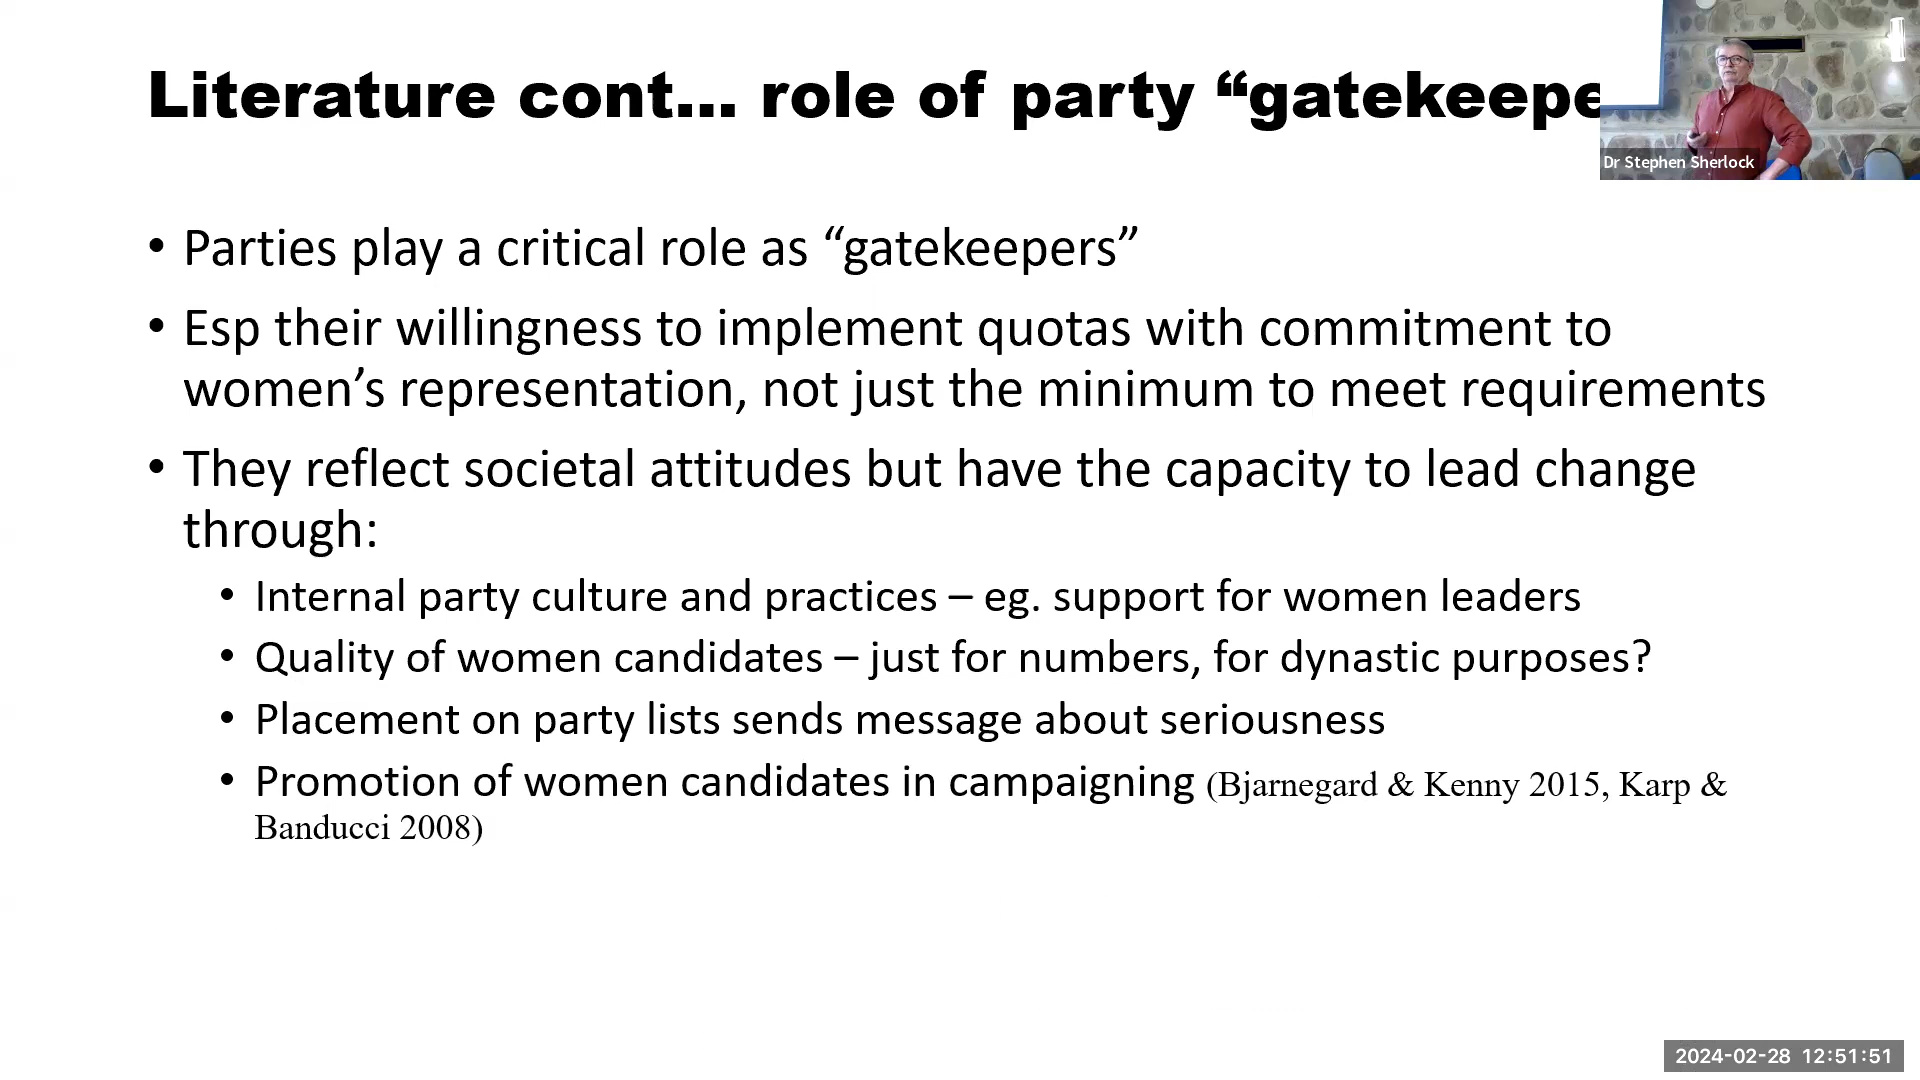 Literature cont... role of party “gatekeepe
Dr Stephen Sherlock
• Parties play a critical role as “gatekeepers”
• Esp their willingness to implement quotas with commitment to
women’s representation, not just the minimum to meet requirements
• They reflect societal attitudes but have the capacity to lead change
through:
• Internal party culture and practices – eg. support for women leaders
• Quality of women candidates – just for numbers, for dynastic purposes?
• Placement on party lists sends message about seriousness
• Promotion of women candidates in campaigning (Bjarnegard & Kenny 2015, Karp &
Banducci 2008)
2024-02-28 12:51:51